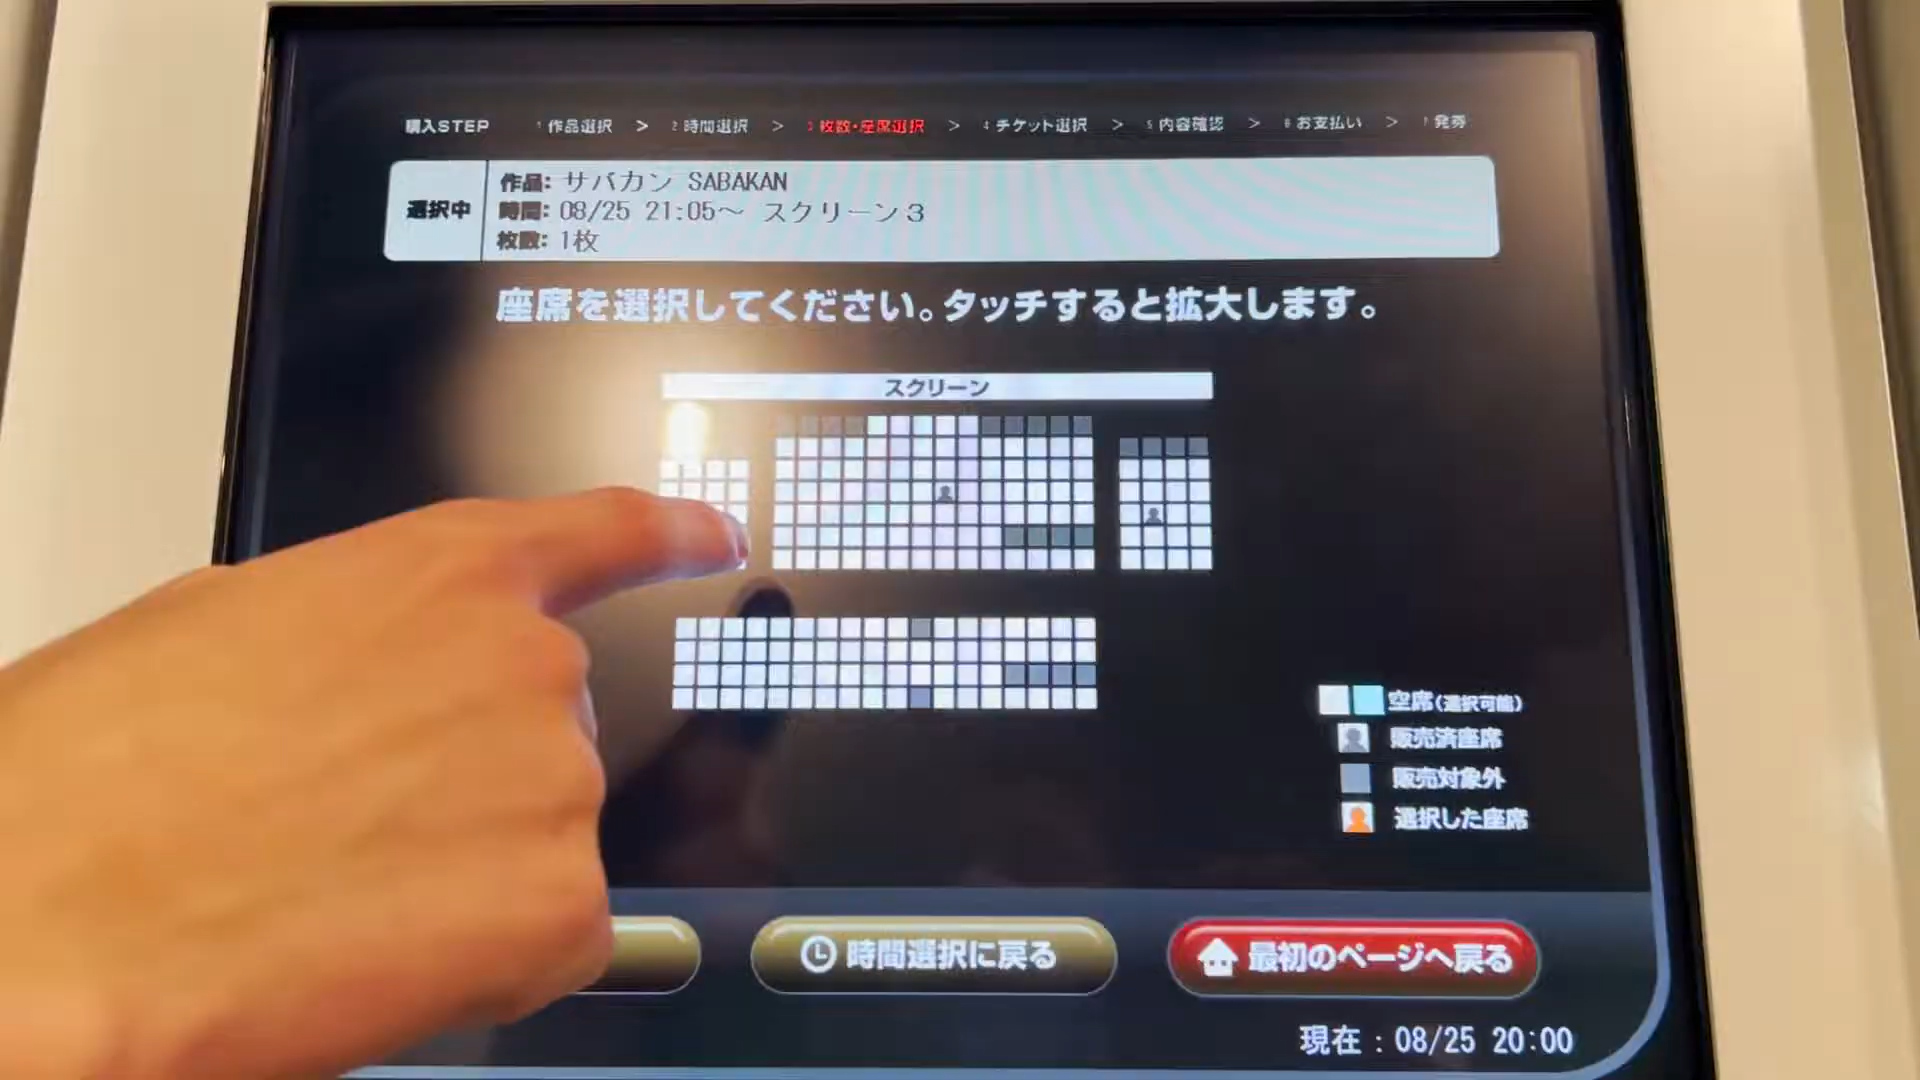 購入STEP 1 作品選択 > 2 時間選択 > 3 枚数・座席選択 > 4 チケット選択 > 5 内容確認 > 6 お支払い > 7 発券
選択中
作品: サバカン SABAKAN
時間: 08/25 21:05〜 スクリーン3
枚数: 1枚
座席を選択してください。タッチすると拡大します。
スクリーン
空席(選択可能)
販売済座席
販売対象外
選択した座席
時間選択に戻る
最初のページへ戻る
現在 : 08/25 20:00